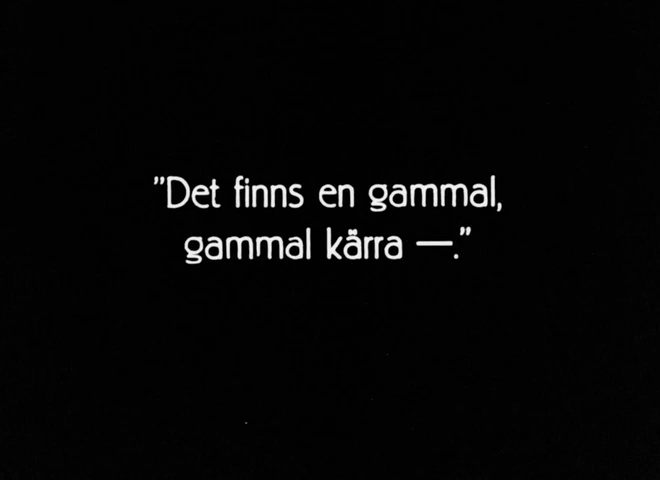 ”Det finns en gammal,
gammal kärra —.”